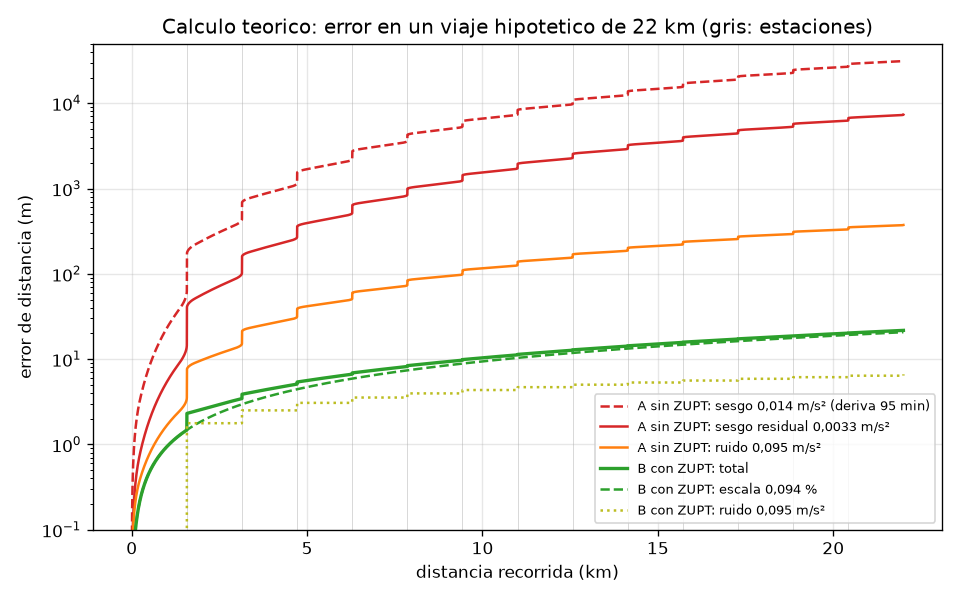 Calculo teorico: error en un viaje hipotetico de 22 km (gris: estaciones)
error de distancia (m)
10⁴
10³
10²
10¹
10⁰
10⁻¹
A sin ZUPT: sesgo 0,014 m/s² (deriva 95 min)
A sin ZUPT: sesgo residual 0,0033 m/s²
A sin ZUPT: ruido 0,095 m/s²
B con ZUPT: total
B con ZUPT: escala 0,094 %
B con ZUPT: ruido 0,095 m/s²
0 5 10 15 20
distancia recorrida (km)